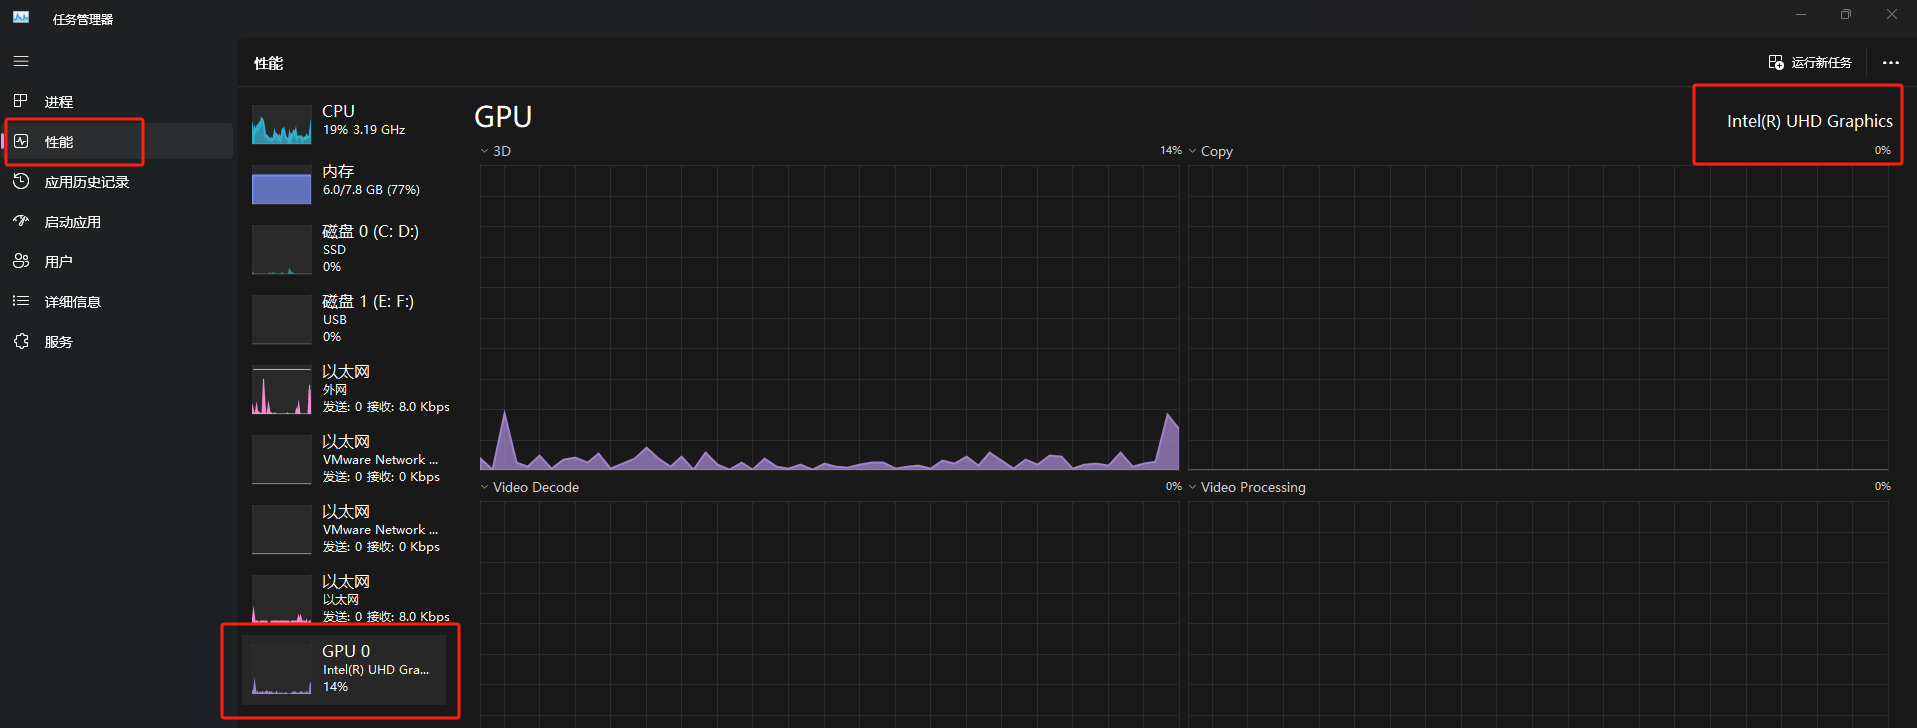 任务管理器
进程
性能
应用历史记录
启动应用
用户
详细信息
服务
性能
运行新任务
CPU
19% 3.19 GHz
内存
6.0/7.8 GB (77%)
磁盘 0 (C: D:)
SSD
0%
磁盘 1 (E: F:)
USB
0%
以太网
外网
发送: 0 接收: 8.0 Kbps
以太网
VMware Network ...
发送: 0 接收: 0 Kbps
以太网
VMware Network ...
发送: 0 接收: 0 Kbps
以太网
以太网
发送: 0 接收: 8.0 Kbps
GPU 0
Intel(R) UHD Gra...
14%
GPU
Intel(R) UHD Graphics
3D 14%
Copy 0%
Video Decode 0%
Video Processing 0%